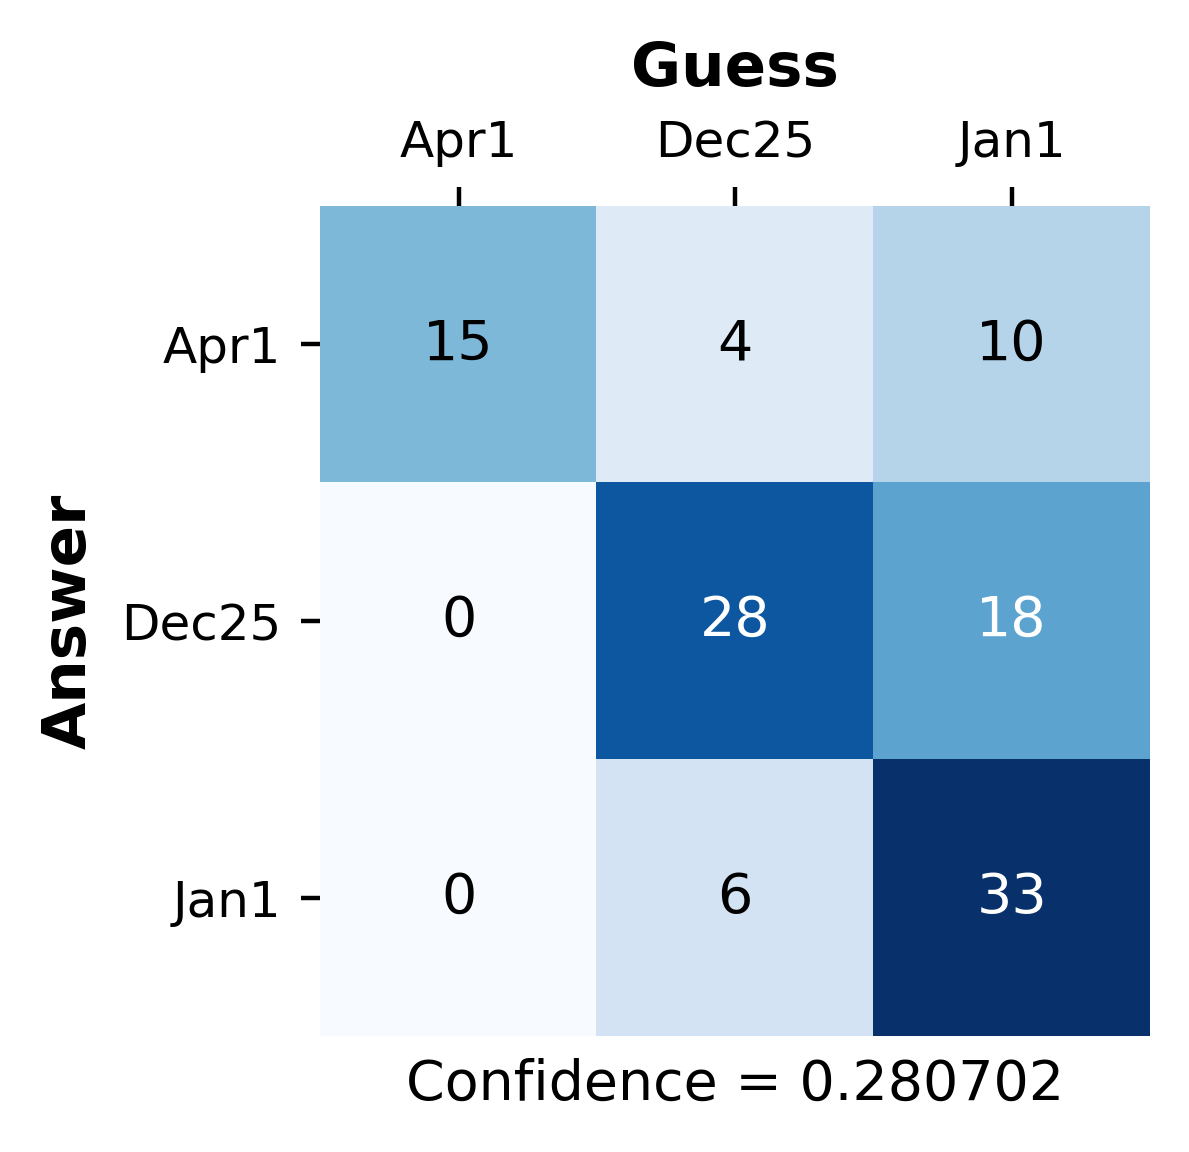 Guess
Apr1 Dec25 Jan1
Apr1 15 4 10
Answer
Dec25 0 28 18
Jan1 0 6 33
Confidence = 0.280702